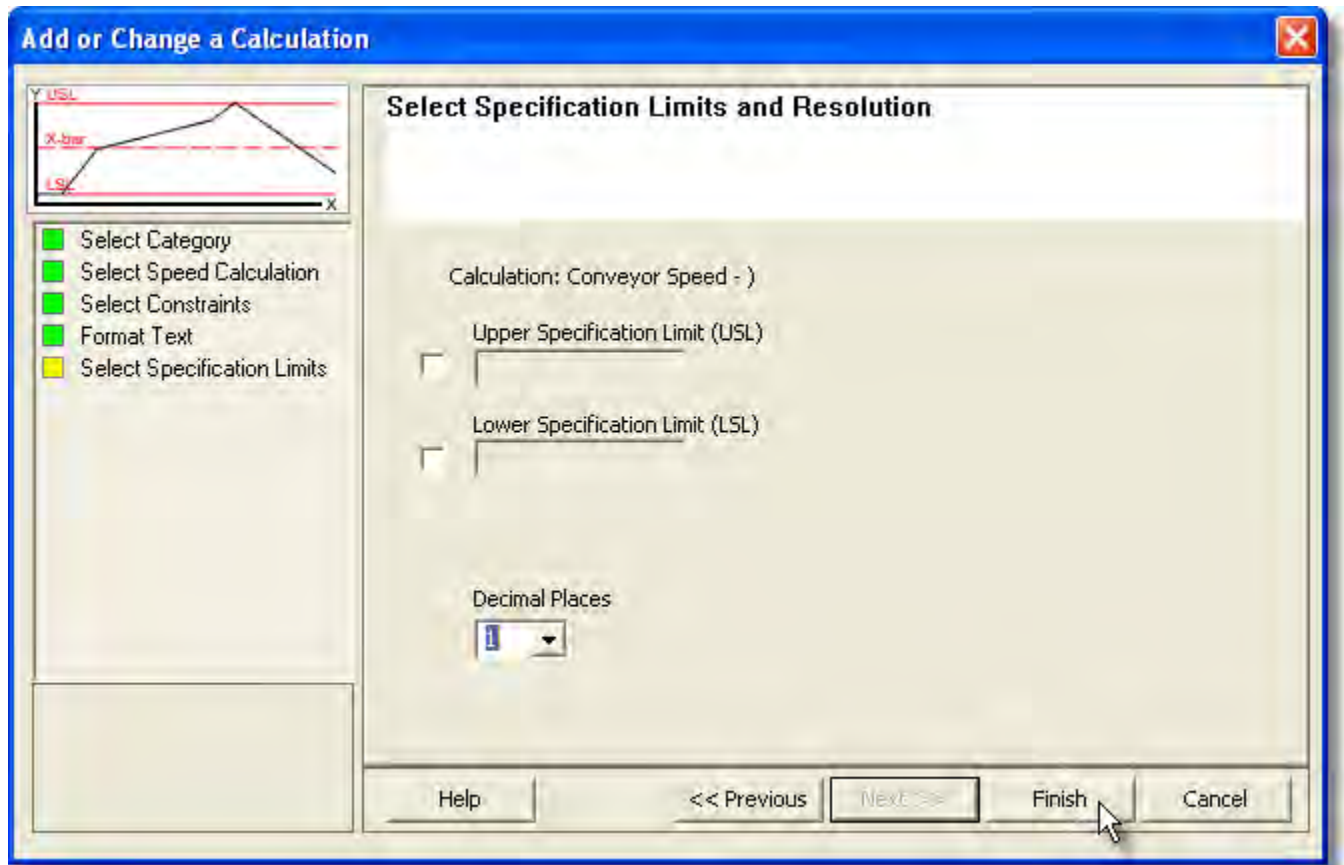 Add or Change a Calculation
Y USL
X-bar
LSL
X
Select Category
Select Speed Calculation
Select Constraints
Format Text
Select Specification Limits
Select Specification Limits and Resolution
Calculation: Conveyor Speed - )
Upper Specification Limit (USL)
Lower Specification Limit (LSL)
Decimal Places
1
Help
<< Previous
Next >>
Finish
Cancel